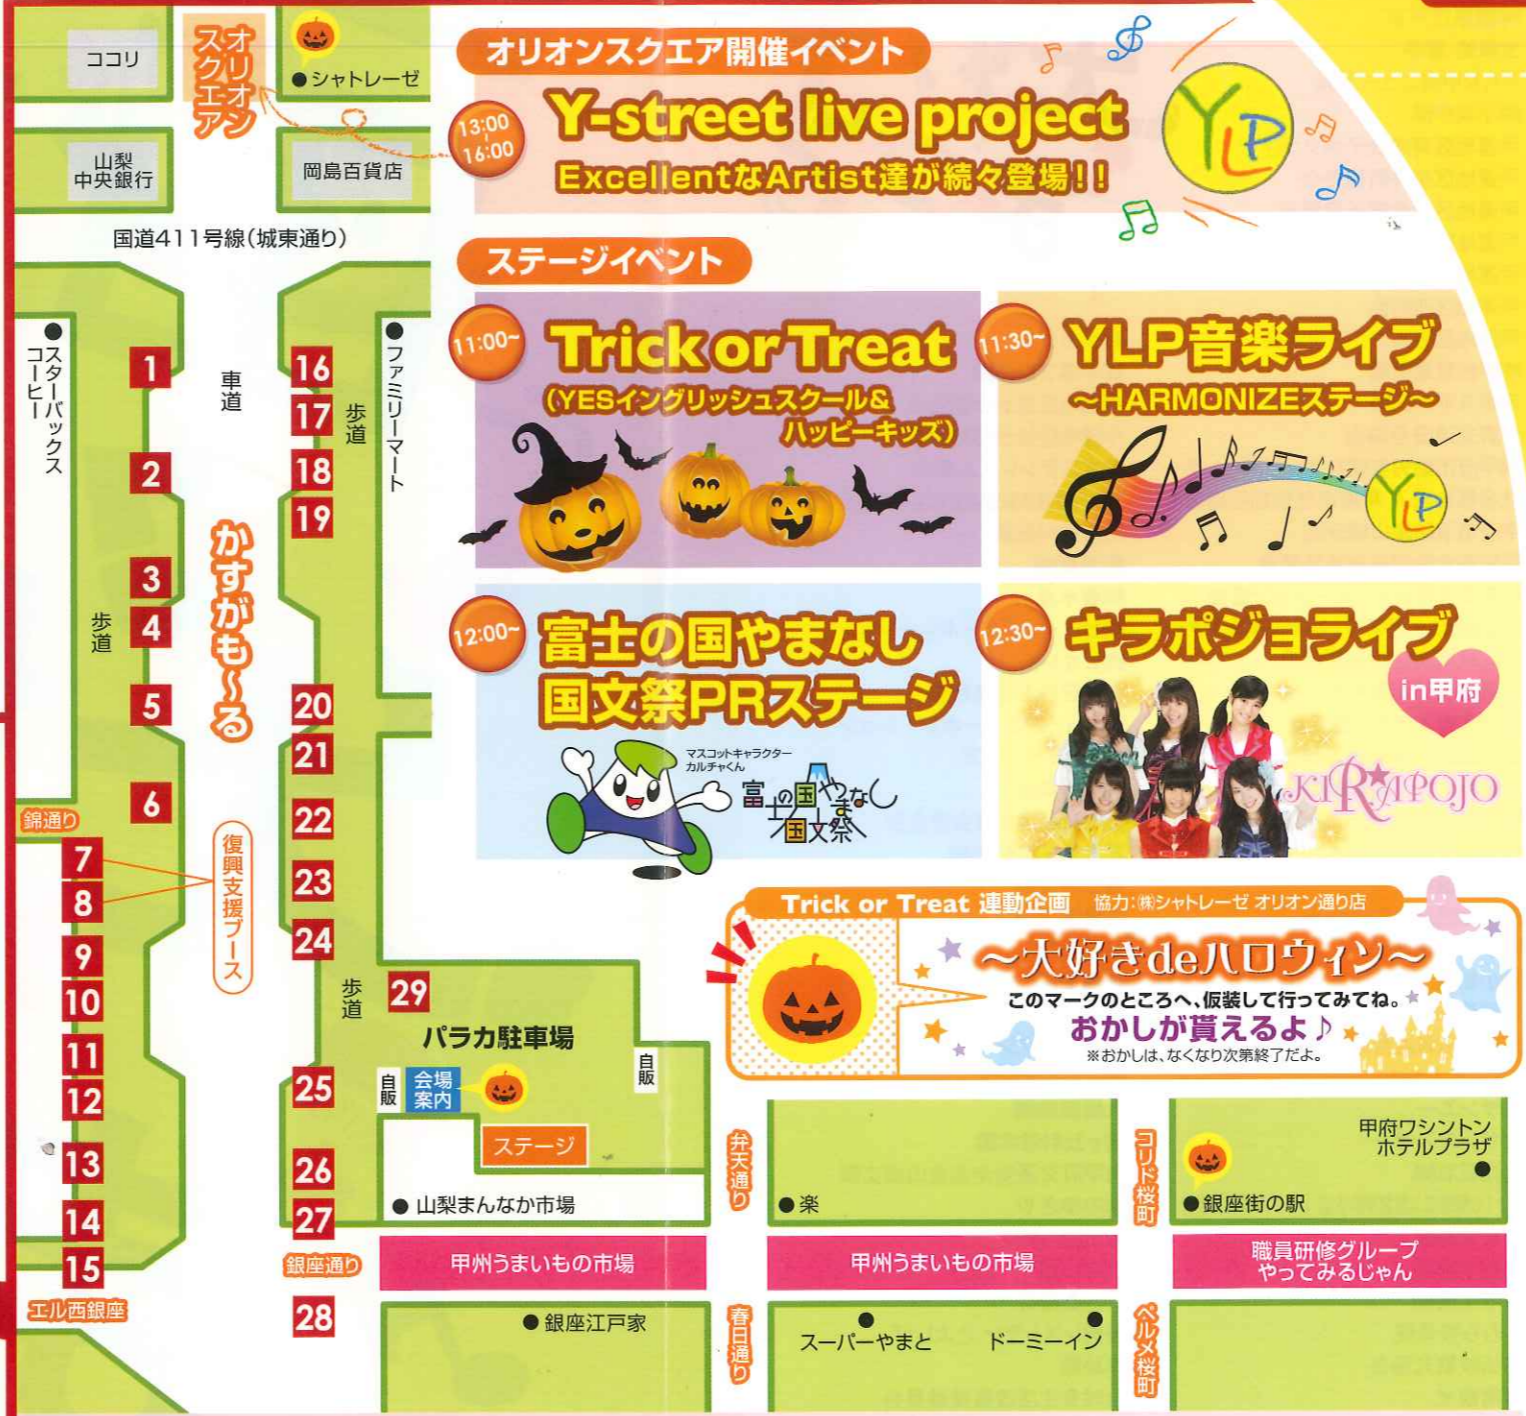 ココリ
オリオン
スクエア
●シャトレーゼ
山梨
中央銀行
岡島百貨店
国道411号線(城東通り)
オリオンスクエア開催イベント
13:00
~
16:00
Y-street live project
ExcellentなArtist達が続々登場!!
YLP
ステージイベント
11:00~
Trick or Treat
(YESイングリッシュスクール&
ハッピーキッズ)
11:30~
YLP音楽ライブ
~HARMONIZEステージ~
YLP
12:00~
富士の国やまなし
国文祭PRステージ
マスコットキャラクター
カルチャくん
富士の国やまなし
国文祭
12:30~
キラポジョライブ
in甲府
KIRAPOJO
●スターバックス
コーヒー
1
2
3
4
5
6
歩道
車道
かすがも~る
復興支援ブース
錦通り
7
8
9
10
11
12
13
14
15
エル西銀座
16
17
18
19
20
21
22
23
24
25
26
27
28
歩道
●ファミリーマート
歩道
29
パラカ駐車場
自販
会場
案内
自販
ステージ
●山梨まんなか市場
銀座通り
甲州うまいもの市場
●銀座江戸家
Trick or Treat 連動企画 協力:㈱シャトレーゼ オリオン通り店
~大好きdeハロウィン~
このマークのところへ、仮装して行ってみてね。
おかしが貰えるよ♪
※おかしは、なくなり次第終了だよ。
弁天通り
●楽
甲州うまいもの市場
春日通り
●スーパーやまと
ドーミーイン●
コリド桜町
甲府ワシントン
ホテルプラザ●
●銀座街の駅
職員研修グループ
やってみるじゃん
ペルメ桜町